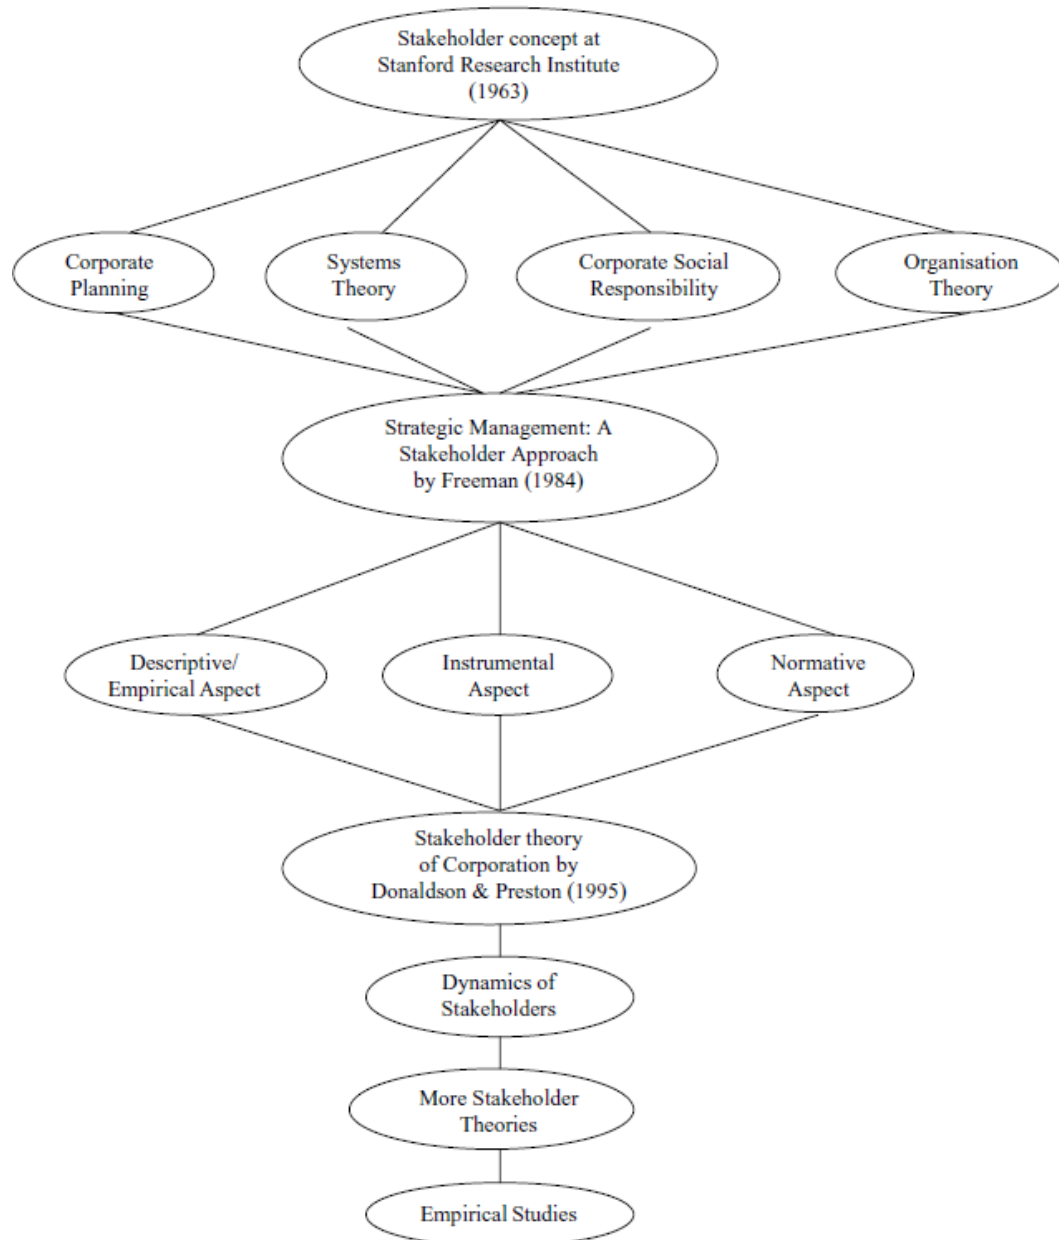 Stakeholder concept at
Stanford Research Institute
(1963)
Corporate
Planning
Systems
Theory
Corporate Social
Responsibility
Organisation
Theory
Strategic Management: A
Stakeholder Approach
by Freeman (1984)
Descriptive/
Empirical Aspect
Instrumental
Aspect
Normative
Aspect
Stakeholder theory
of Corporation by
Donaldson & Preston (1995)
Dynamics of
Stakeholders
More Stakeholder
Theories
Empirical Studies